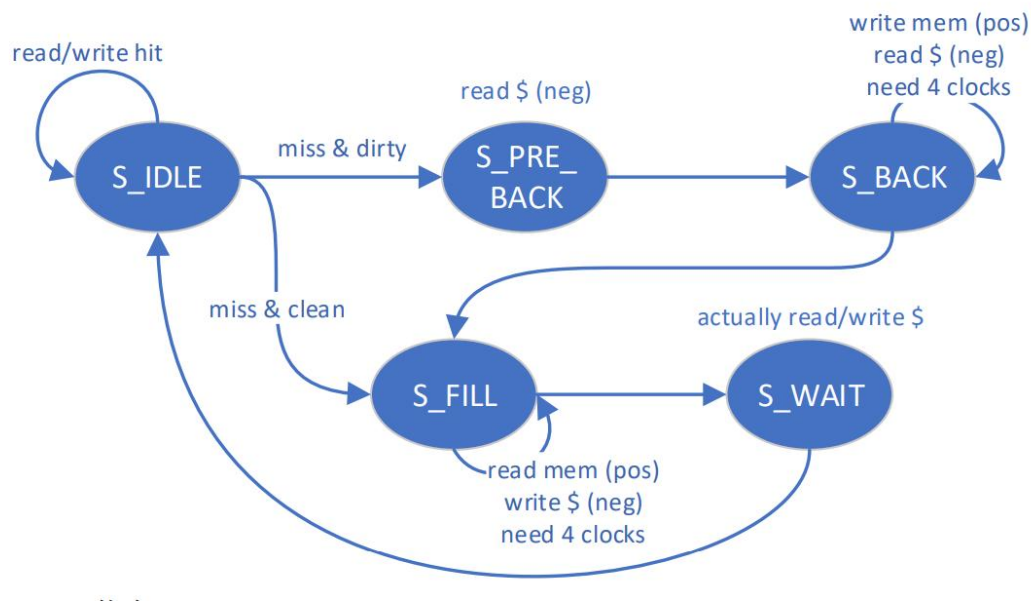 write mem (pos)
read/write hit
read $ (neg)
read $ (neg)
need 4 clocks
miss & dirty
S_IDLE
S_PRE_
BACK
S_BACK
miss & clean
actually read/write $
S_FILL
S_WAIT
read mem (pos)
write $ (neg)
need 4 clocks